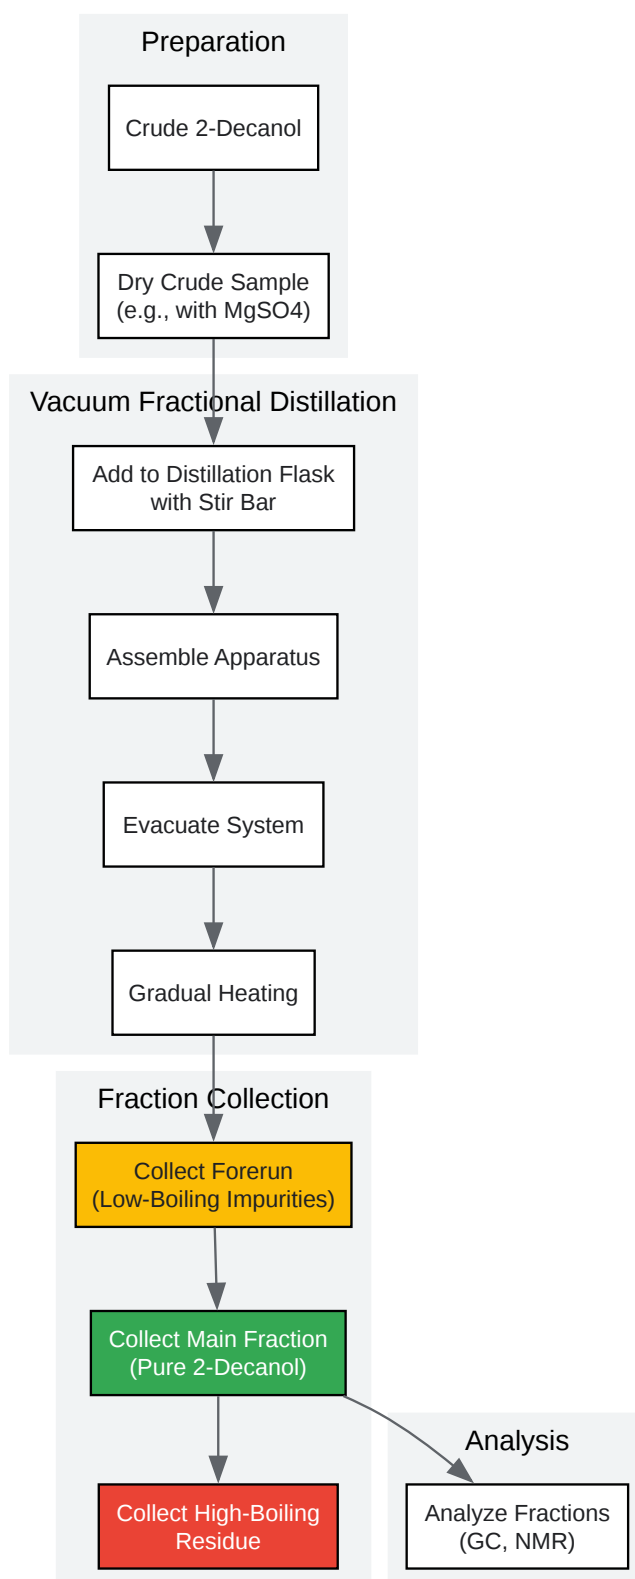 Preparation
Crude 2-Decanol
Dry Crude Sample
(e.g., with MgSO4)
Vacuum Fractional Distillation
Add to Distillation Flask
with Stir Bar
Assemble Apparatus
Evacuate System
Gradual Heating
Fraction Collection
Collect Forerun
(Low-Boiling Impurities)
Collect Main Fraction
(Pure 2-Decanol)
Collect High-Boiling
Residue
Analysis
Analyze Fractions
(GC, NMR)